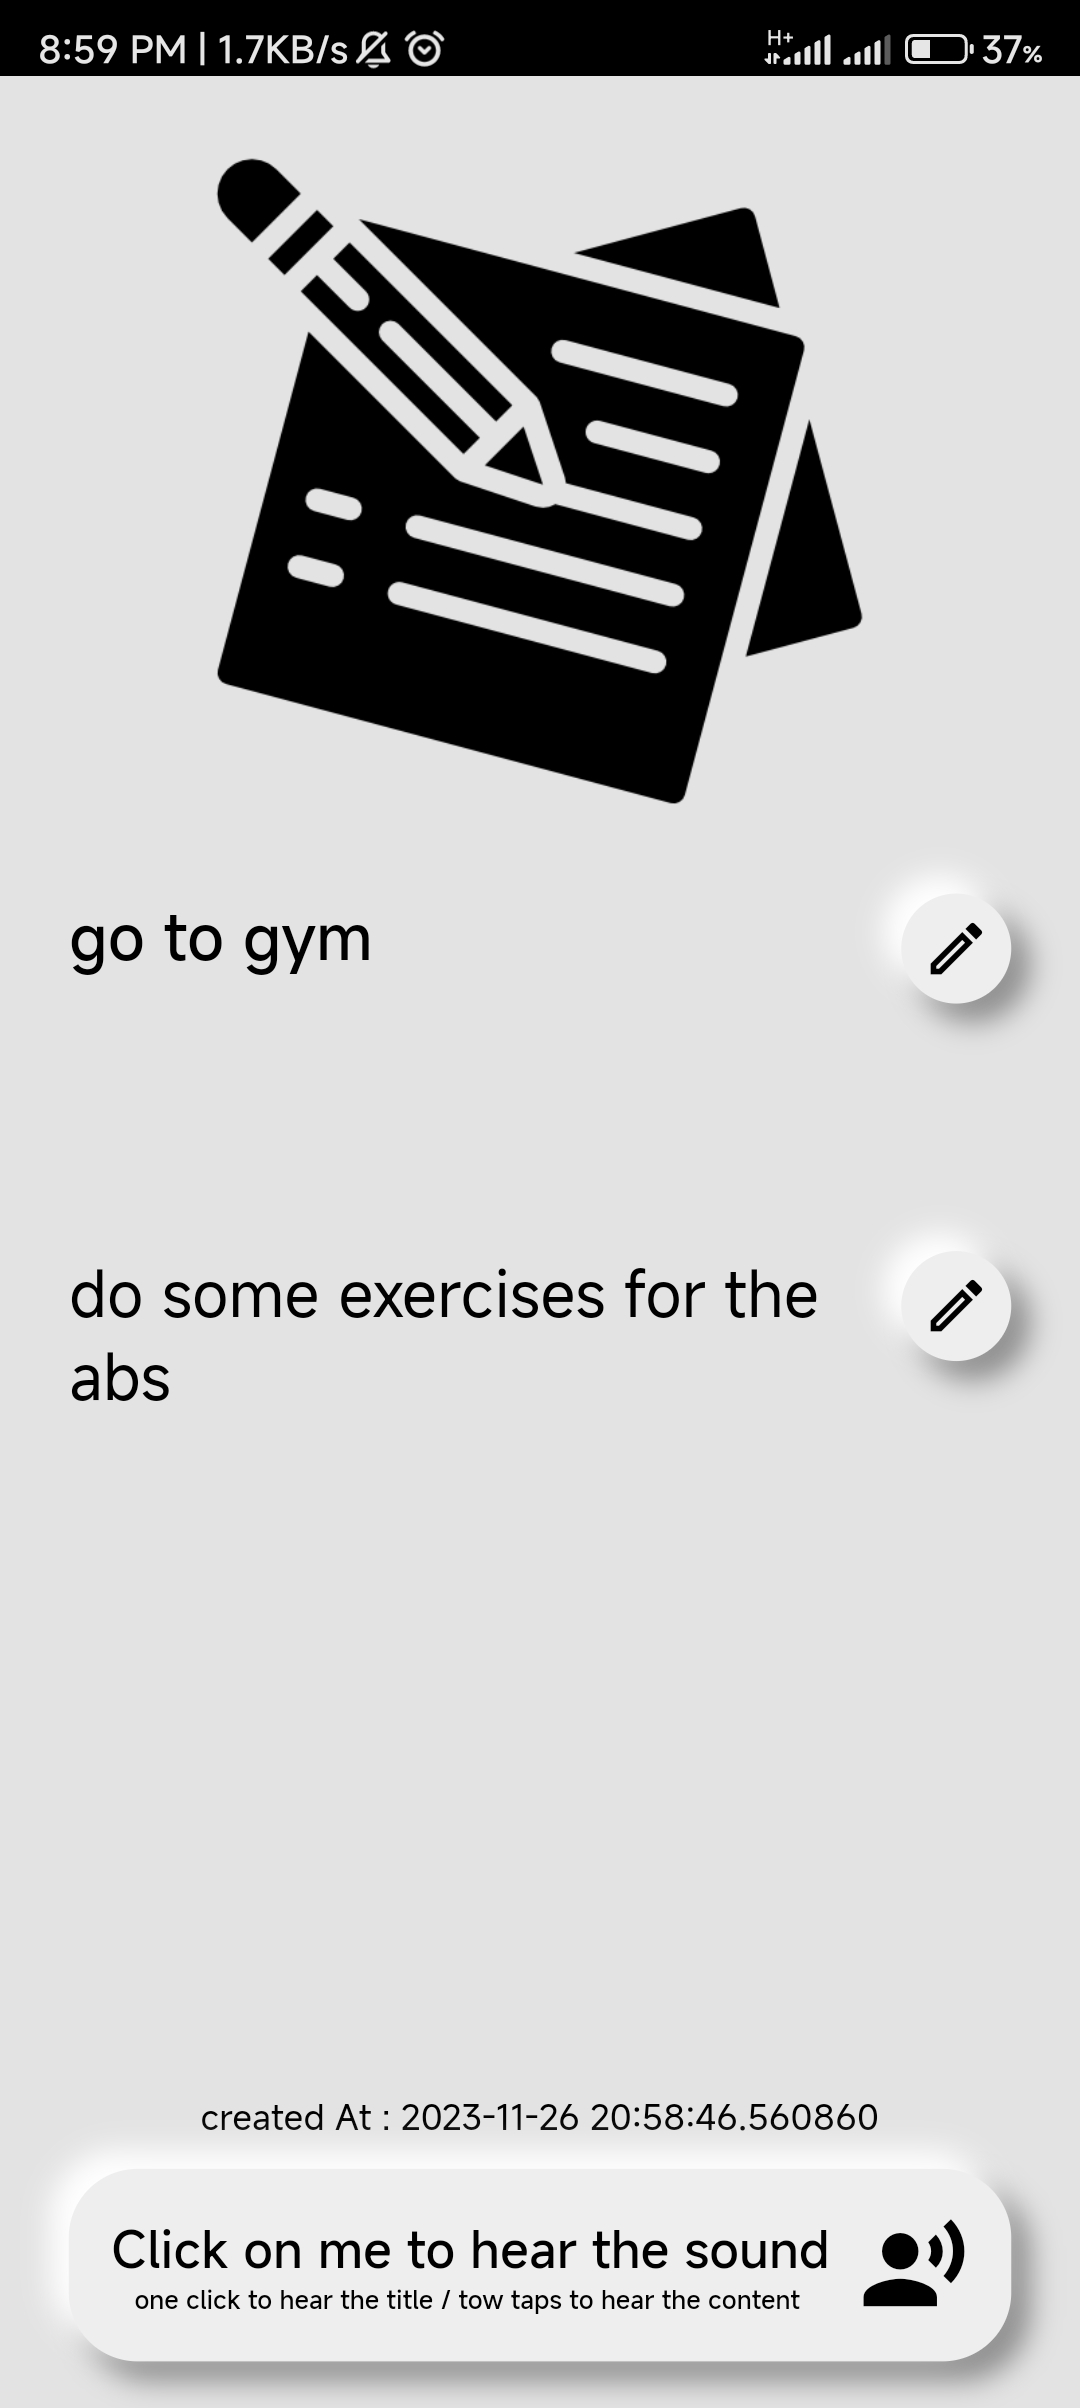 8:59 PM | 1.7KB/s H+ 37%
go to gym
do some exercises for the
abs
created At : 2023-11-26 20:58:46.560860
Click on me to hear the sound
one click to hear the title / tow taps to hear the content